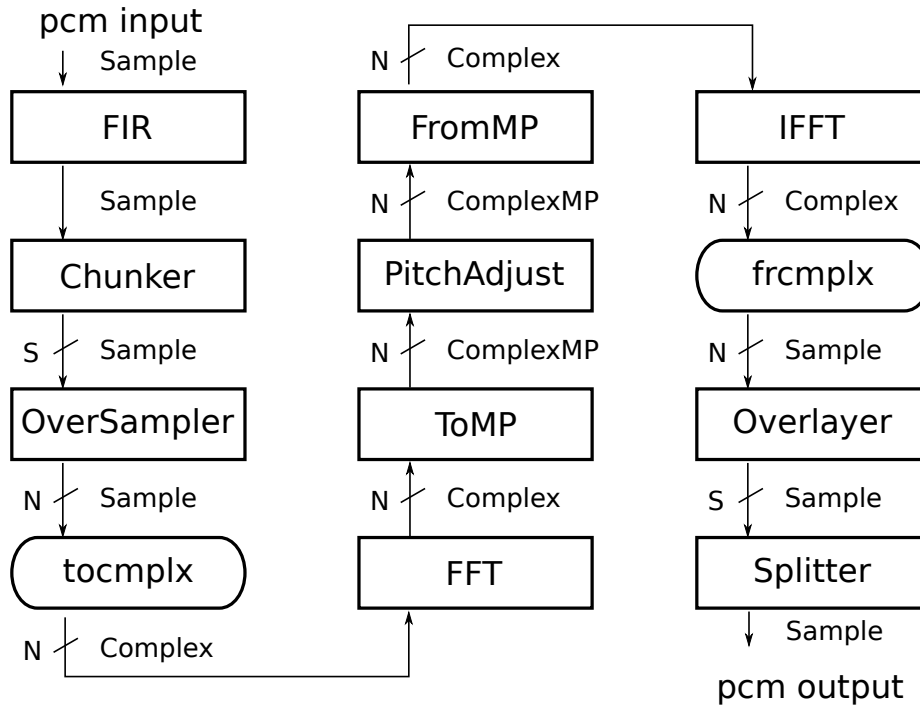 pcm input
Sample
FIR
Sample
Chunker
S Sample
OverSampler
N Sample
tocmplx
N Complex
FFT
N Complex
ToMP
N ComplexMP
PitchAdjust
N ComplexMP
FromMP
N Complex
IFFT
N Complex
frcmplx
N Sample
Overlayer
S Sample
Splitter
Sample
pcm output